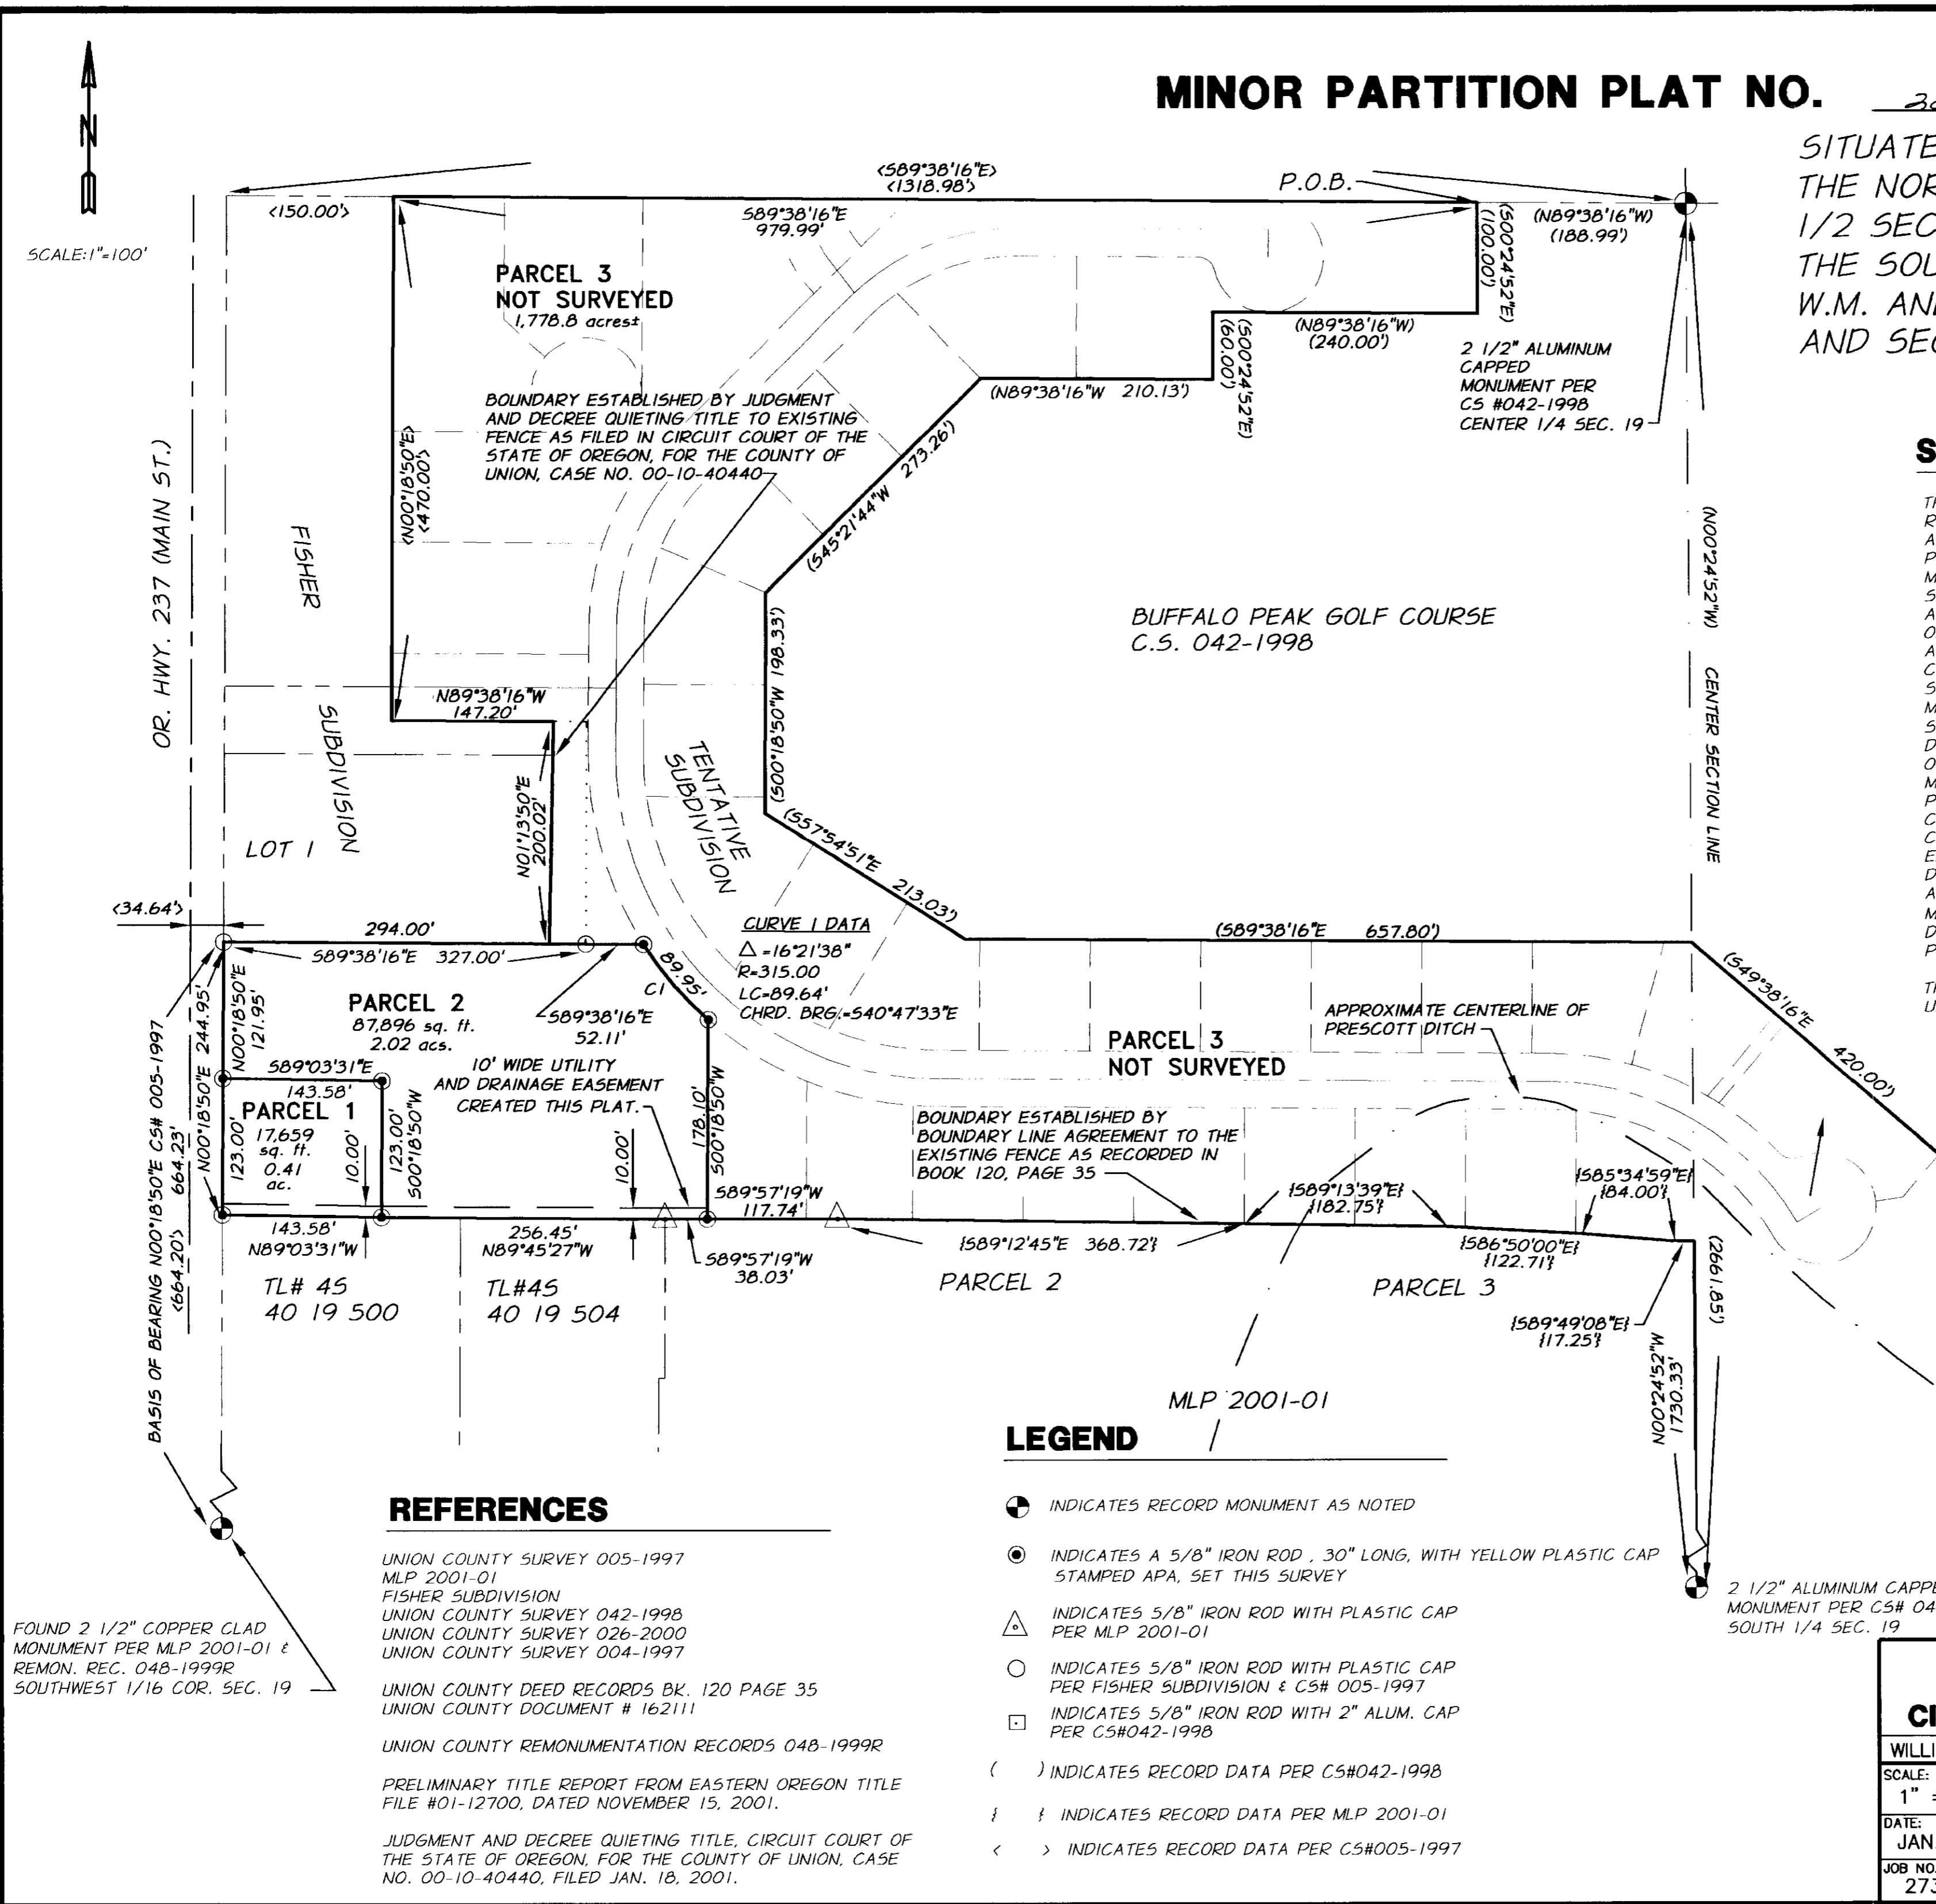 MINOR PARTITION PLAT NO.
SITUATE
THE NOR
1/2 SEC
THE SOU
W.M. AN
AND SE
N
SCALE:1"=100'
<S89°38'16"E>
<1318.98'>
P.O.B.
<150.00'>
S89°38'16"E
979.99'
(N89°38'16"W)
(188.99')
(S00°24'52"E)
(100.00')
PARCEL 3
NOT SURVEYED
1,778.8 acres±
(N89°38'16"W)
(240.00')
(S00°24'52"E)
(60.00')
2 1/2" ALUMINUM
CAPPED
MONUMENT PER
CS #042-1998
CENTER 1/4 SEC. 19
(N89°38'16"W 210.13')
BOUNDARY ESTABLISHED BY JUDGMENT
AND DECREE QUIETING TITLE TO EXISTING
FENCE AS FILED IN CIRCUIT COURT OF THE
STATE OF OREGON, FOR THE COUNTY OF
UNION, CASE NO. 00-10-40440
<N00°18'50"E>
<470.00'>
(S45°21'44"W 273.26')
OR. HWY. 237 (MAIN ST.)
FISHER
SUBDIVISION
LOT 1
(N00°24'52"W) CENTER SECTION LINE
BUFFALO PEAK GOLF COURSE
C.S. 042-1998
(S00°18'50"W 198.33')
N89°38'16"W
147.20'
N01°13'50"E
200.02'
TENTATIVE
SUBDIVISION
(S57°54'51"E 213.03')
<34.64'>
294.00'
S89°38'16"E 327.00'
CURVE 1 DATA
△ =16°21'38"
R=315.00
LC=89.64'
CHRD. BRG.=S40°47'33"E
89.95'
C1
(S89°38'16"E 657.80')
(S49°38'16"E 420.00')
N00°18'50"E
121.95'
PARCEL 2
87,896 sq. ft.
2.02 acs.
S89°38'16"E
52.11'
APPROXIMATE CENTERLINE OF
PRESCOTT DITCH
PARCEL 3
NOT SURVEYED
BASIS OF BEARING N00°18'50"E CS# 005-1997
<664.20'> 664.23'
N00°18'50"E 244.95'
S89°03'31"E
143.58'
10' WIDE UTILITY
AND DRAINAGE EASEMENT
CREATED THIS PLAT.
PARCEL 1
17,659
sq. ft.
0.41
ac.
123.00'
10.00'
123.00'
S00°18'50"W
10.00'
178.10'
S00°18'50"W
BOUNDARY ESTABLISHED BY
BOUNDARY LINE AGREEMENT TO THE
EXISTING FENCE AS RECORDED IN
BOOK 120, PAGE 35
S89°57'19"W
117.74'
{S89°13'39"E}
{182.75'}
{S85°34'59"E}
{84.00'}
143.58'
N89°03'31"W
256.45'
N89°45'27"W
S89°57'19"W
38.03'
{S89°12'45"E 368.72'}
{S86°50'00"E}
{122.71'}
(2661.85')
TL# 4S
40 19 500
TL#4S
40 19 504
PARCEL 2
PARCEL 3
{S89°49'08"E}
{17.25'}
N00°24'52"W
1730.33'
MLP 2001-01
LEGEND
INDICATES RECORD MONUMENT AS NOTED
INDICATES A 5/8" IRON ROD , 30" LONG, WITH YELLOW PLASTIC CAP
STAMPED APA, SET THIS SURVEY
INDICATES 5/8" IRON ROD WITH PLASTIC CAP
PER MLP 2001-01
INDICATES 5/8" IRON ROD WITH PLASTIC CAP
PER FISHER SUBDIVISION & CS# 005-1997
INDICATES 5/8" IRON ROD WITH 2" ALUM. CAP
PER CS#042-1998
( ) INDICATES RECORD DATA PER CS#042-1998
{ } INDICATES RECORD DATA PER MLP 2001-01
< > INDICATES RECORD DATA PER CS#005-1997
REFERENCES
UNION COUNTY SURVEY 005-1997
MLP 2001-01
FISHER SUBDIVISION
UNION COUNTY SURVEY 042-1998
UNION COUNTY SURVEY 026-2000
UNION COUNTY SURVEY 004-1997
UNION COUNTY DEED RECORDS BK. 120 PAGE 35
UNION COUNTY DOCUMENT # 162111
UNION COUNTY REMONUMENTATION RECORDS 048-1999R
PRELIMINARY TITLE REPORT FROM EASTERN OREGON TITLE
FILE #01-12700, DATED NOVEMBER 15, 2001.
JUDGMENT AND DECREE QUIETING TITLE, CIRCUIT COURT OF
THE STATE OF OREGON, FOR THE COUNTY OF UNION, CASE
NO. 00-10-40440, FILED JAN. 18, 2001.
FOUND 2 1/2" COPPER CLAD
MONUMENT PER MLP 2001-01 &
REMON. REC. 048-1999R
SOUTHWEST 1/16 COR. SEC. 19
2 1/2" ALUMINUM CAPP
MONUMENT PER CS# 04
SOUTH 1/4 SEC. 19
WILLI
SCALE:
1" =
DATE:
JAN.
JOB NO.
273